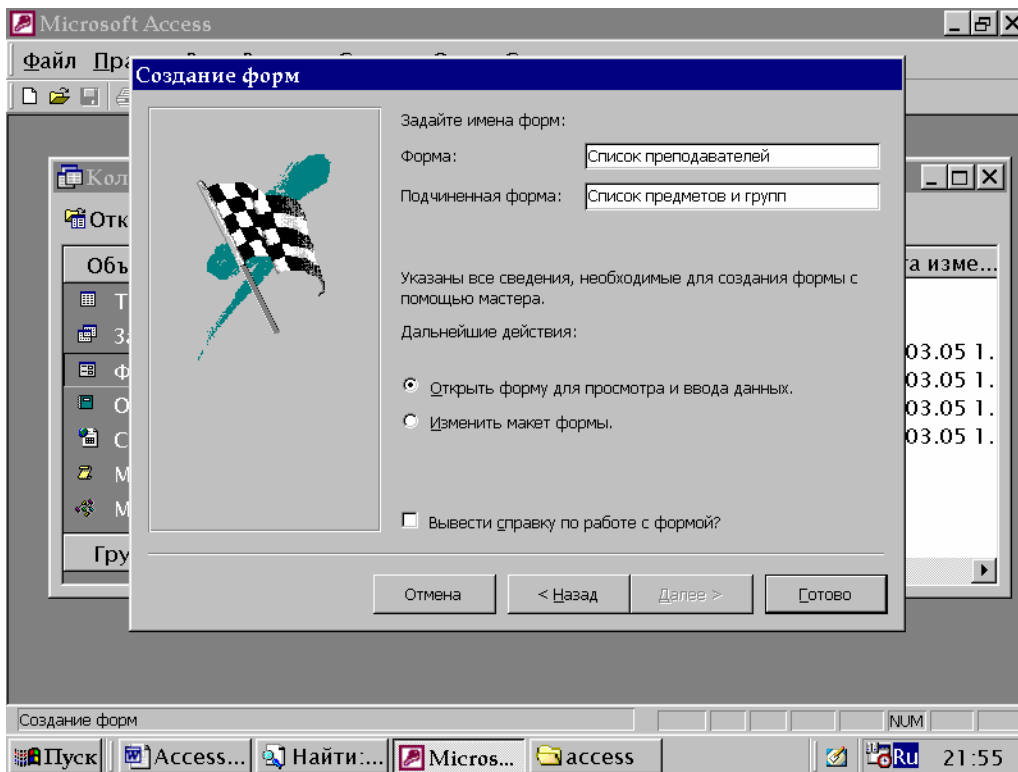 Microsoft Access
Файл
Создание форм
Задайте имена форм:
Форма: Список преподавателей
Подчиненная форма: Список предметов и групп
Указаны все сведения, необходимые для создания формы с
помощью мастера.
Дальнейшие действия:
Открыть форму для просмотра и ввода данных.
Изменить макет формы.
Вывести справку по работе с формой?
Отмена < Назад Далее > Готово
Кол
Отк
Объ
Т
За
Ф
О
С
М
М
Гру
та изме...
03.05 1.
03.05 1.
03.05 1.
03.05 1.
Создание форм NUM
Пуск Access... Найти:... Micros... access Ru 21:55